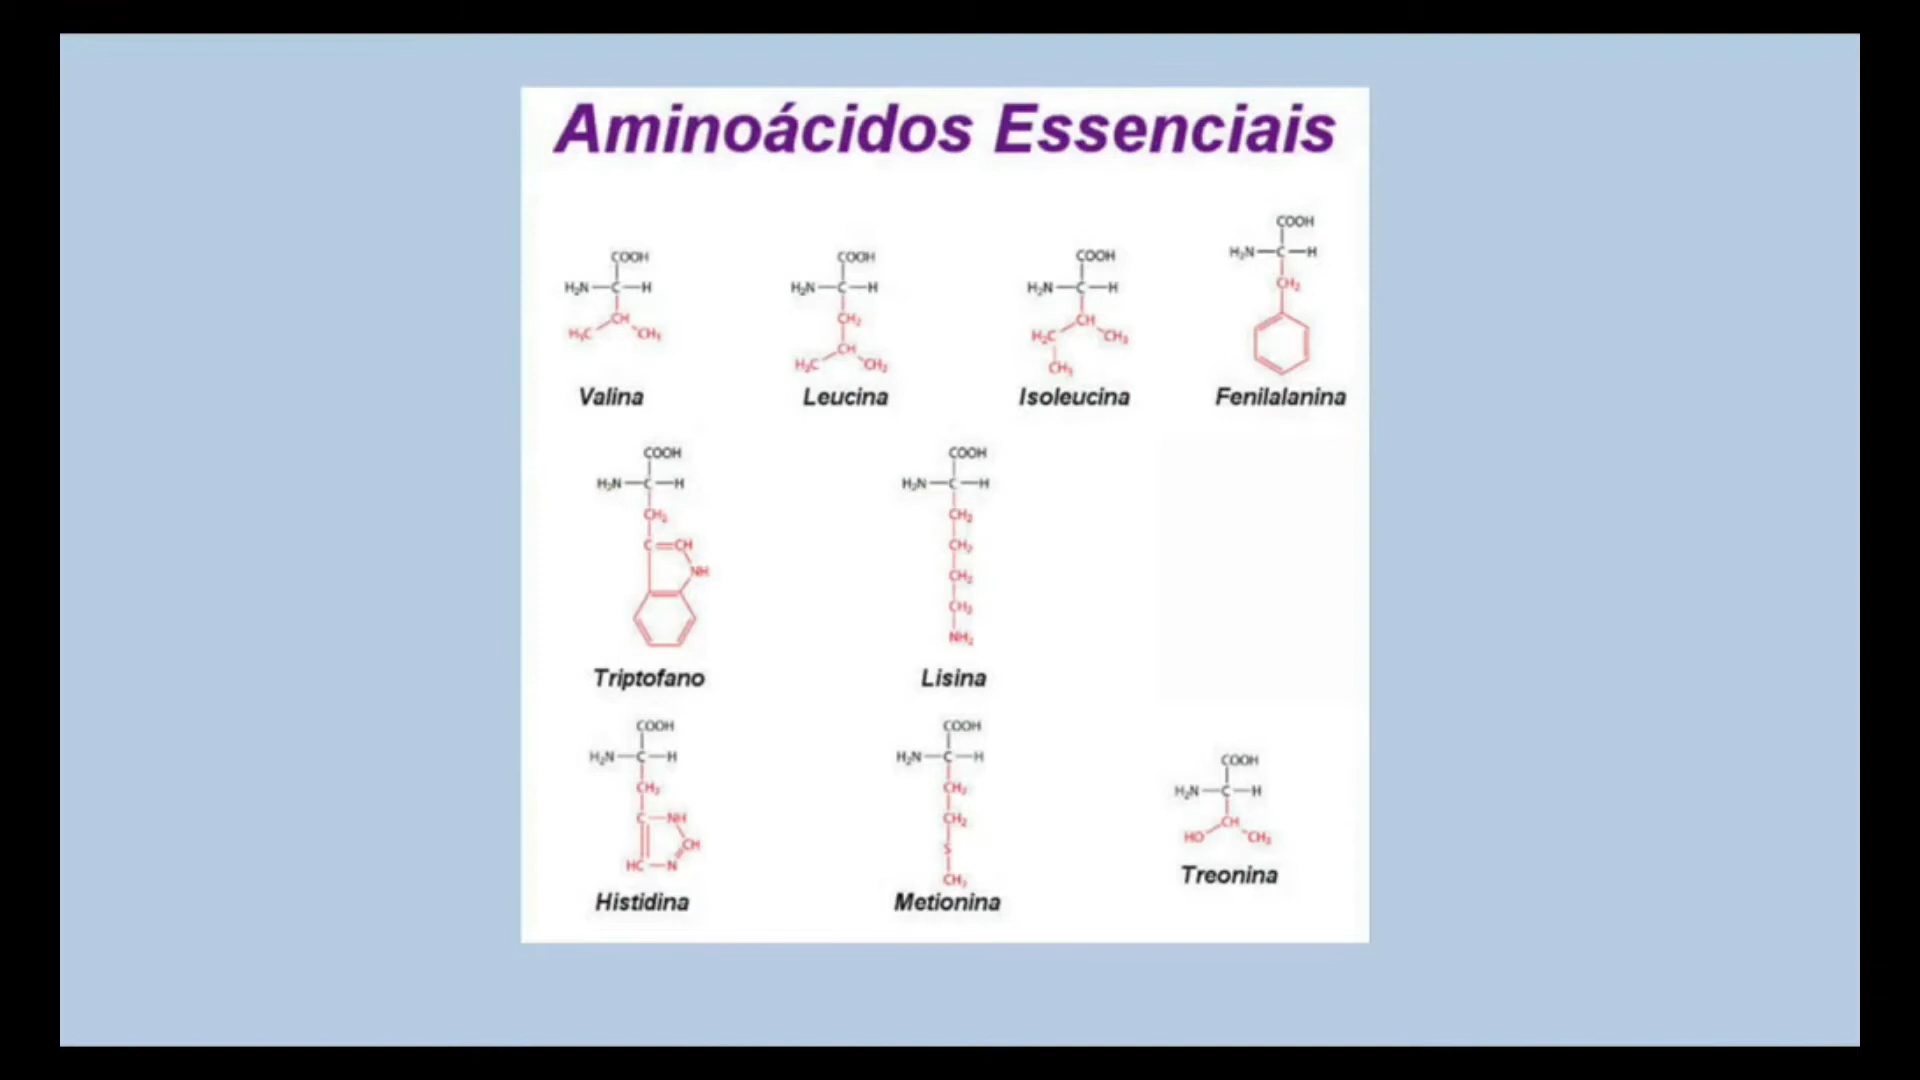 Aminoácidos Essenciais
COOH
H₂N—C—H
CH
H₃C CH₃
Valina
COOH
H₂N—C—H
CH₂
CH
H₃C CH₃
Leucina
COOH
H₂N—C—H
CH
H₂C CH₃
CH₃
Isoleucina
COOH
H₂N—C—H
CH₂
Fenilalanina
COOH
H₂N—C—H
CH₂
C=CH
NH
Triptofano
COOH
H₂N—C—H
CH₂
CH₂
CH₂
CH₂
NH₂
Lisina
COOH
H₂N—C—H
CH₂
C—NH
CH
HC—N
Histidina
COOH
H₂N—C—H
CH₂
CH₂
S
CH₃
Metionina
COOH
H₂N—C—H
CH
HO CH₃
Treonina